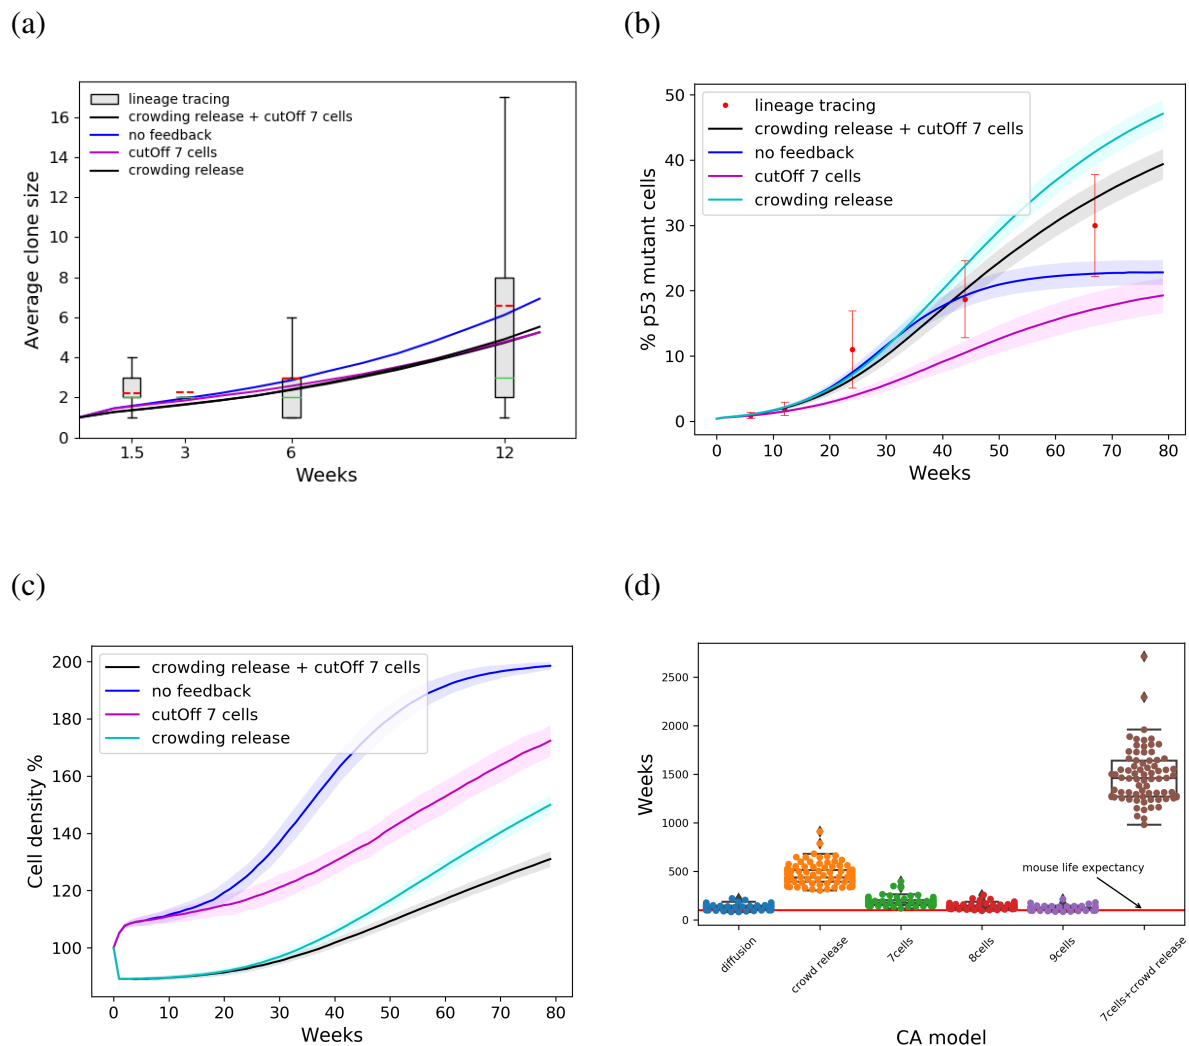 (a)
(b)
lineage tracing
crowding release + cutOff 7 cells
no feedback
cutOff 7 cells
crowding release
16
14
12
10
8
6
4
2
0
Average clone size
1.5
3
6
12
Weeks
lineage tracing
crowding release + cutOff 7 cells
no feedback
cutOff 7 cells
crowding release
50
40
30
20
10
0
% p53 mutant cells
0 10 20 30 40 50 60 70 80
Weeks
(c)
(d)
crowding release + cutOff 7 cells
no feedback
cutOff 7 cells
crowding release
200
180
160
140
120
100
Cell density %
0 10 20 30 40 50 60 70 80
Weeks
2500
2000
1500
1000
500
0
Weeks
mouse life expectancy
diffusion
crowd release
7cells
8cells
9cells
7cells+crowd release
CA model